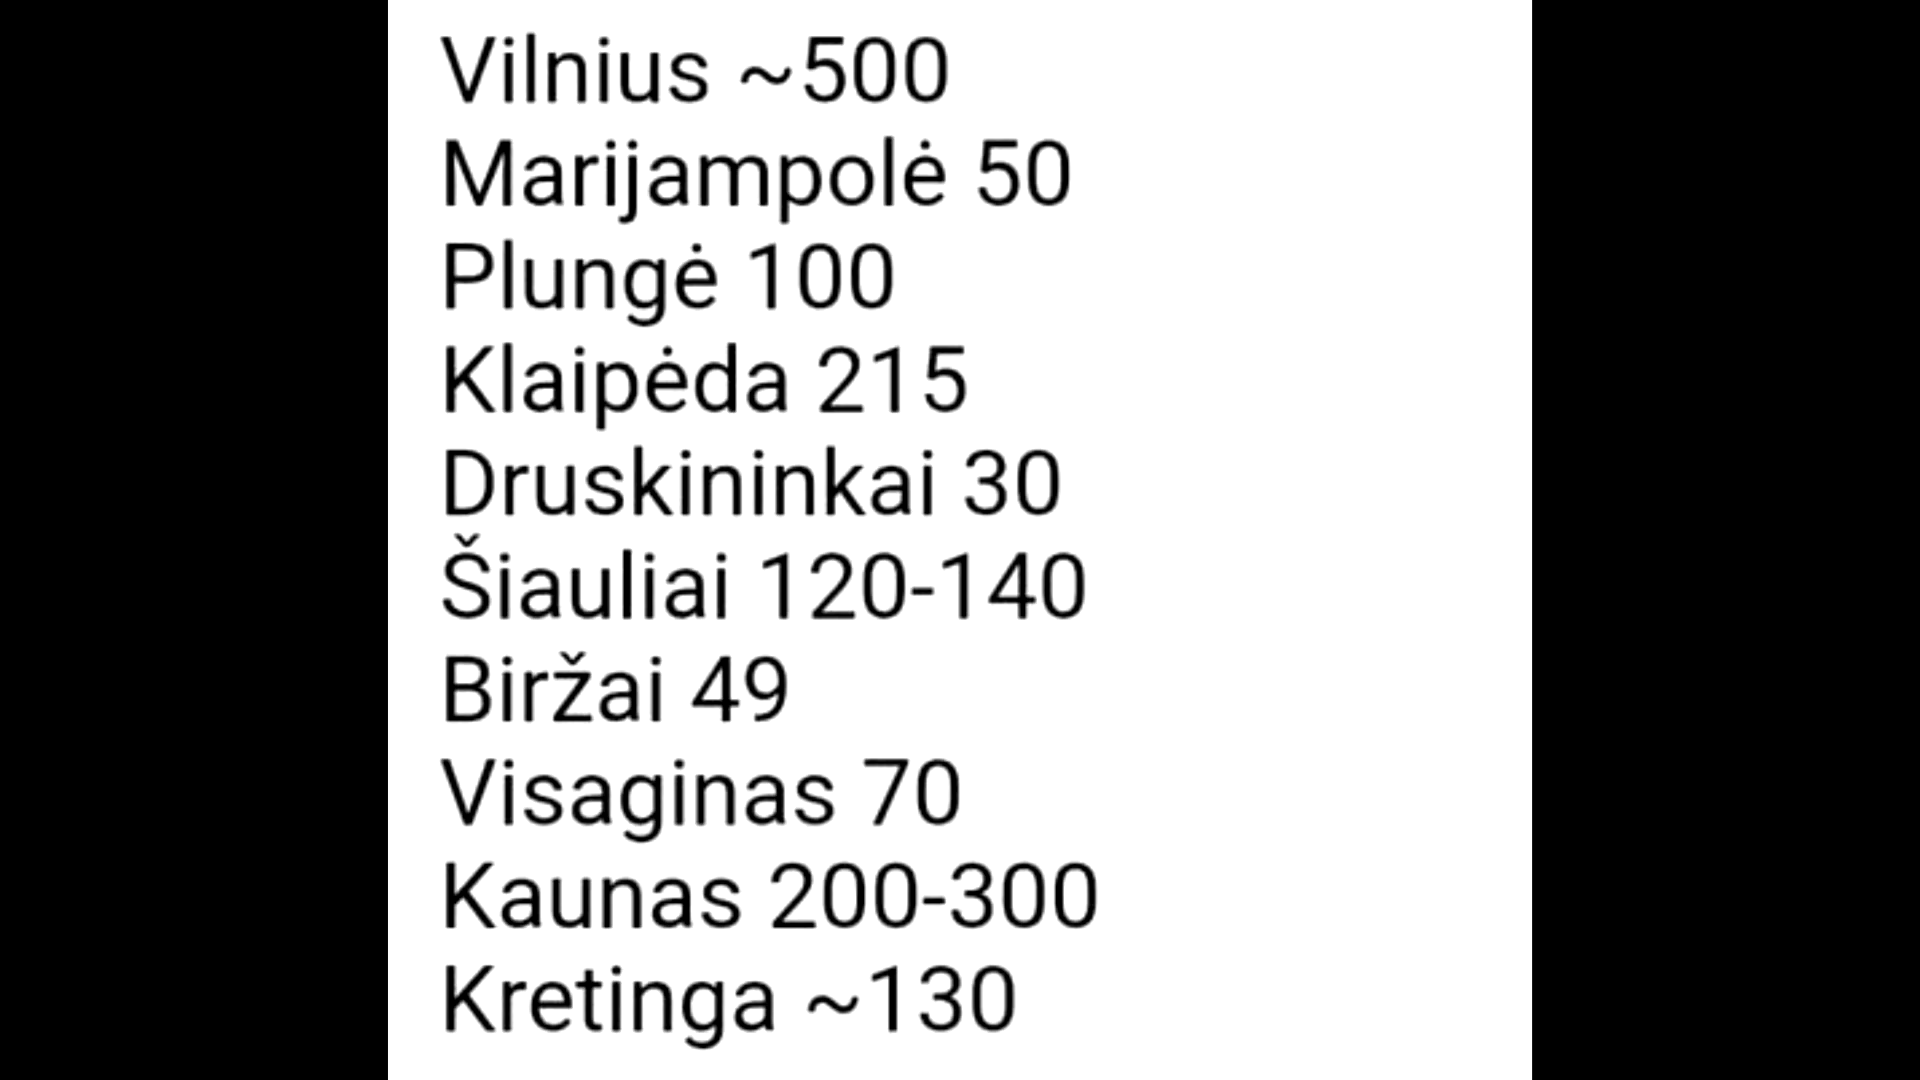 Vilnius ~500
Marijampolė 50
Plungė 100
Klaipėda 215
Druskininkai 30
Šiauliai 120-140
Biržai 49
Visaginas 70
Kaunas 200-300
Kretinga ~130